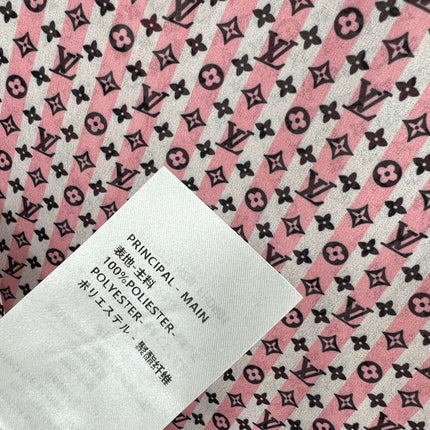 PRINCIPAL - MAIN
表地-主料
100%POLIESTER-
POLYESTER-
ポリエステル - 聚酯纤维